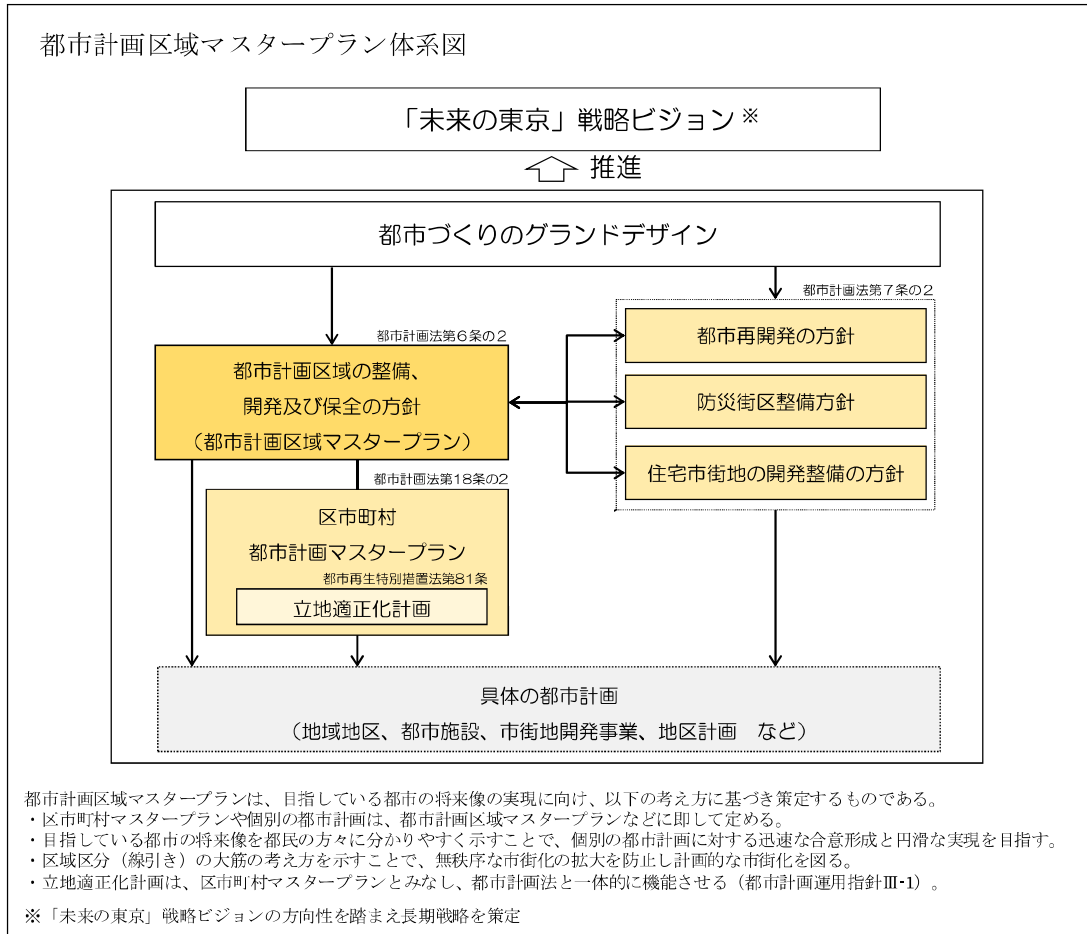 都市計画区域マスタープラン体系図
「未来の東京」戦略ビジョン※
推進
都市づくりのグランドデザイン
都市計画法第7条の2
都市計画法第6条の2
都市計画区域の整備、
開発及び保全の方針
（都市計画区域マスタープラン）
都市再開発の方針
防災街区整備方針
住宅市街地の開発整備の方針
都市計画法第18条の2
区市町村
都市計画マスタープラン
都市再生特別措置法第81条
立地適正化計画
具体の都市計画
（地域地区、都市施設、市街地開発事業、地区計画　など）
都市計画区域マスタープランは、目指している都市の将来像の実現に向け、以下の考え方に基づき策定するものである。
・区市町村マスタープランや個別の都市計画は、都市計画区域マスタープランなどに即して定める。
・目指している都市の将来像を都民の方々に分かりやすく示すことで、個別の都市計画に対する迅速な合意形成と円滑な実現を目指す。
・区域区分（線引き）の大筋の考え方を示すことで、無秩序な市街化の拡大を防止し計画的な市街化を図る。
・立地適正化計画は、区市町村マスタープランとみなし、都市計画法と一体的に機能させる（都市計画運用指針Ⅲ-1）。
※「未来の東京」戦略ビジョンの方向性を踏まえ長期戦略を策定